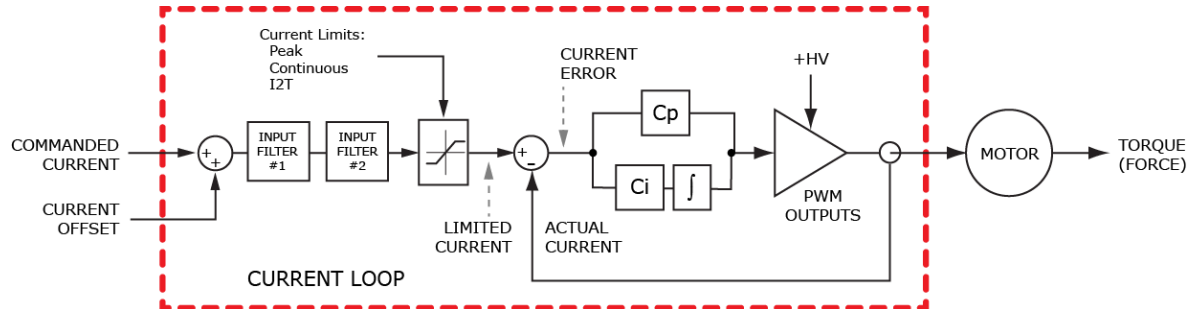 Current Limits:
Peak
Continuous
I2T
CURRENT
ERROR
+HV
Cp
COMMANDED
CURRENT
+
+
INPUT
FILTER
#1
INPUT
FILTER
#2
+
-
Ci
∫
MOTOR
TORQUE
(FORCE)
PWM
OUTPUTS
CURRENT
OFFSET
LIMITED
CURRENT
ACTUAL
CURRENT
CURRENT LOOP